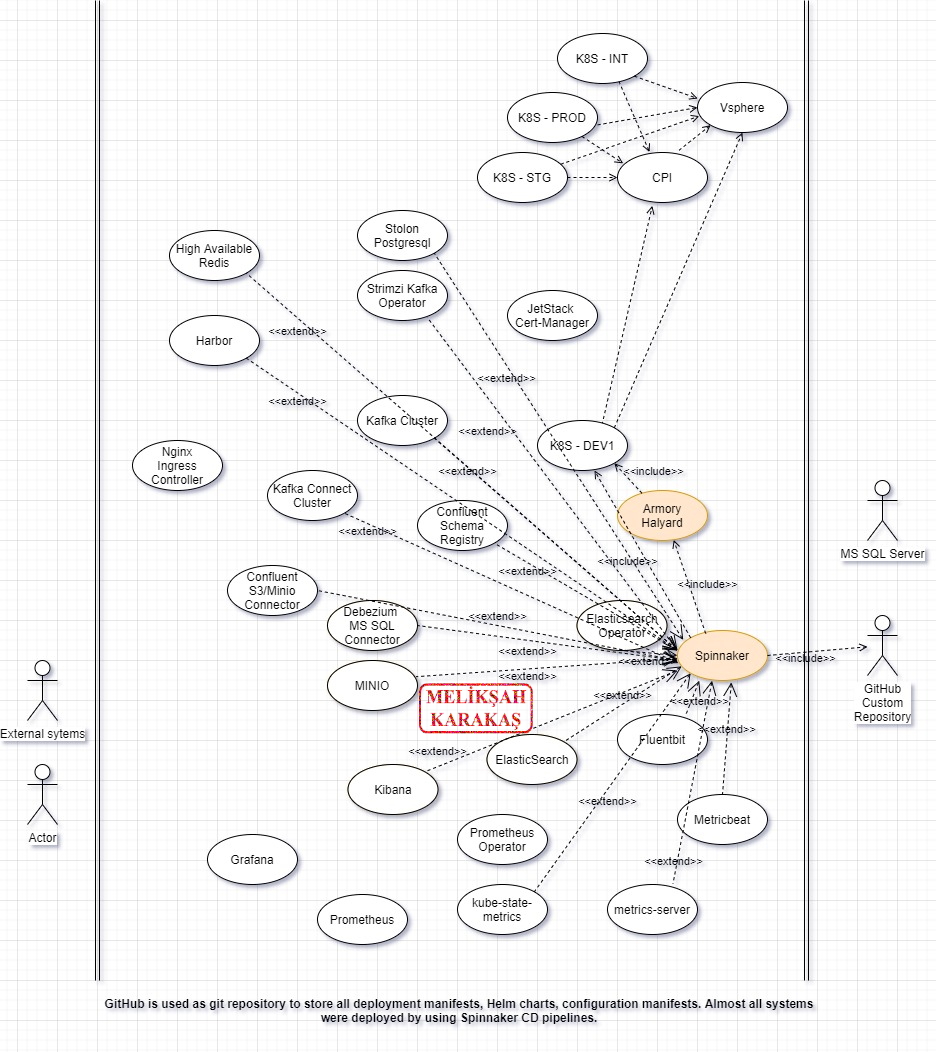 K8S - INT
Vsphere
K8S - PROD
K8S - STG
CPI
Stolon
Postgresql
High Available
Redis
Strimzi Kafka
Operator
JetStack
Cert-Manager
<<extend>>
Harbor
<<extend>>
<<extend>>
Kafka Cluster
<<extend>>
K8S - DEV1
Nginx
Ingress
Controller
<<extend>>
<<include>>
Kafka Connect
Cluster
Armory
Halyard
Confluent
Schema
Registry
<<extend>>
MS SQL Server
<<include>>
<<extend>>
<<include>>
Confluent
S3/Minio
Connector
Debezium
MS SQL
Connector
<<extend>>
ElasticSearch
Operator
<<extend>>
Spinnaker
<<extend>>
<<include>>
<<extend>>
MINIO
GitHub
Custom
Repository
MELİKŞAH
KARAKAŞ
<<extend>>
<<extend>>
External sytems
Fluentbit
<<extend>>
<<extend>>
ElasticSearch
Kibana
<<extend>>
Metricbeat
Actor
Prometheus
Operator
Grafana
<<extend>>
kube-state-
metrics
metrics-server
Prometheus
GitHub is used as git repository to store all deployment manifests, Helm charts, configuration manifests. Almost all systems
were deployed by using Spinnaker CD pipelines.